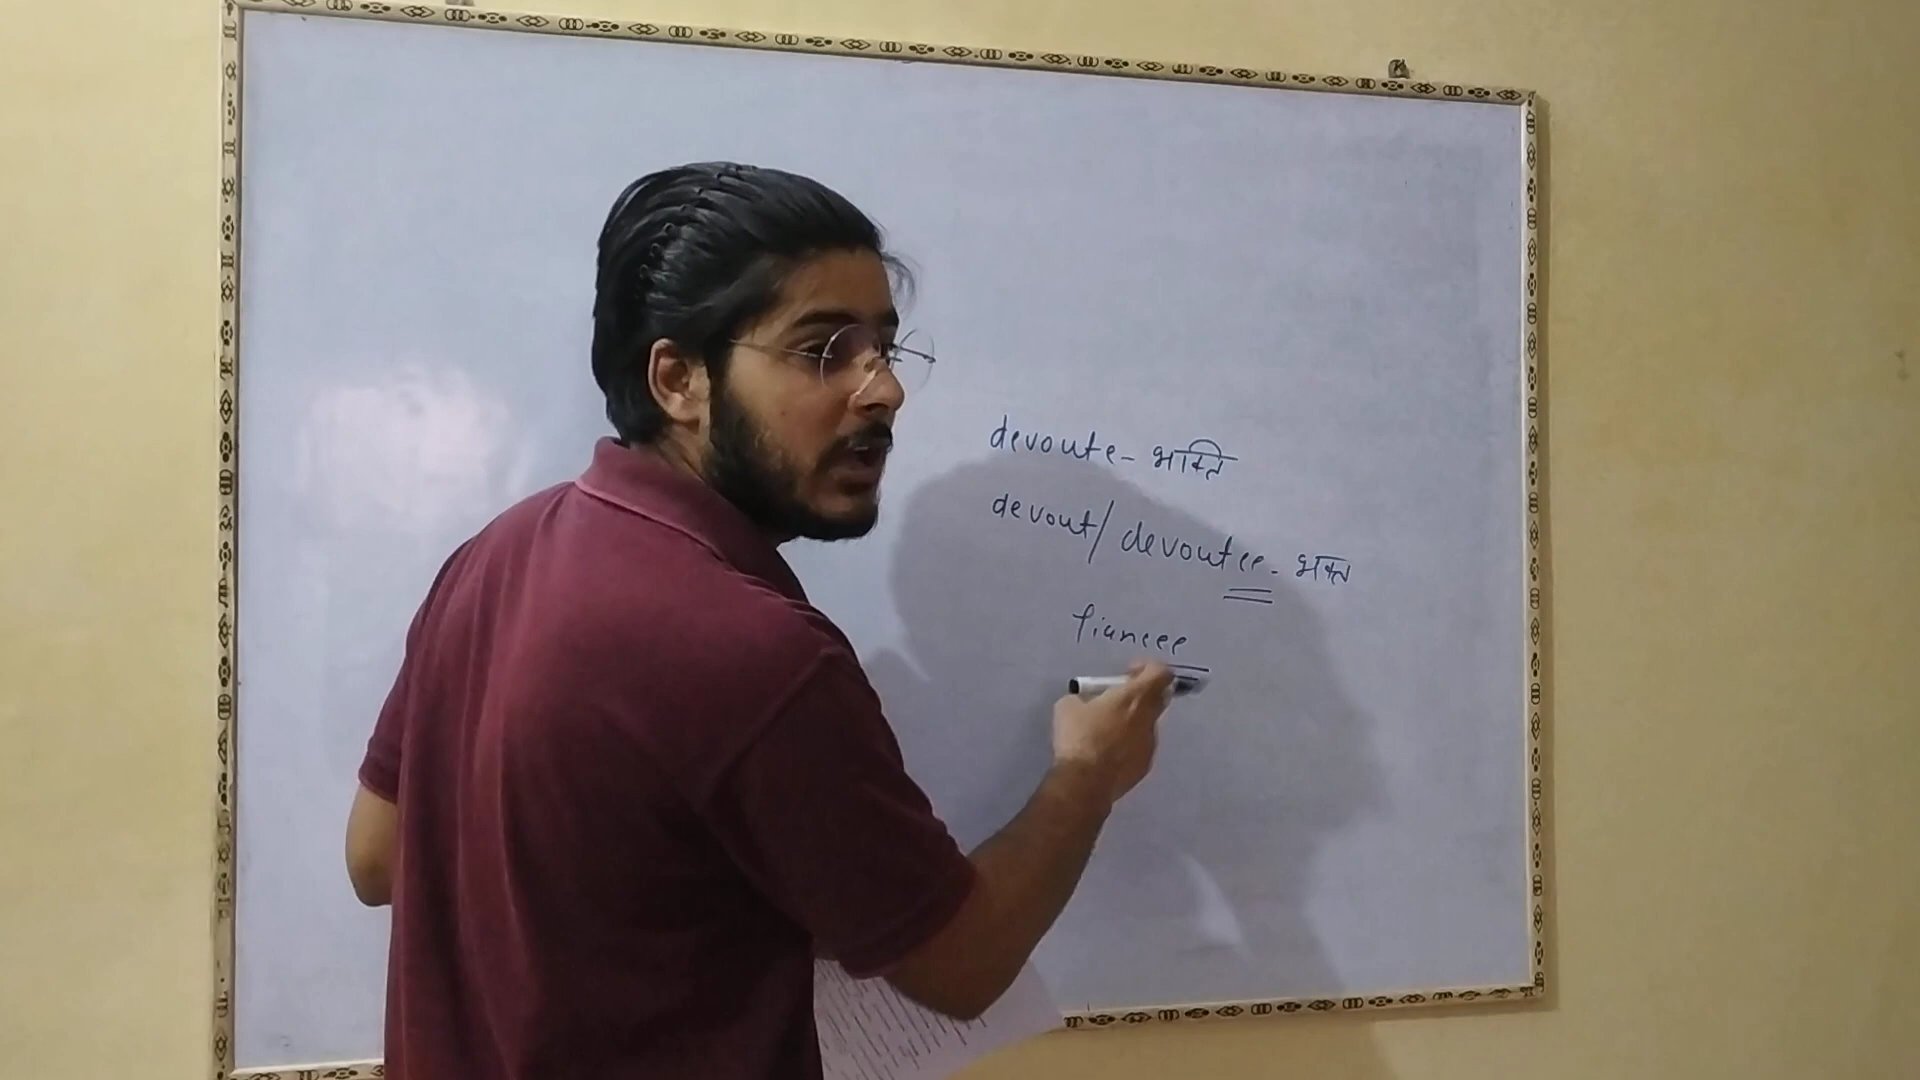 devoute - भक्ति
devout / devoutee - भक्त
fiancee